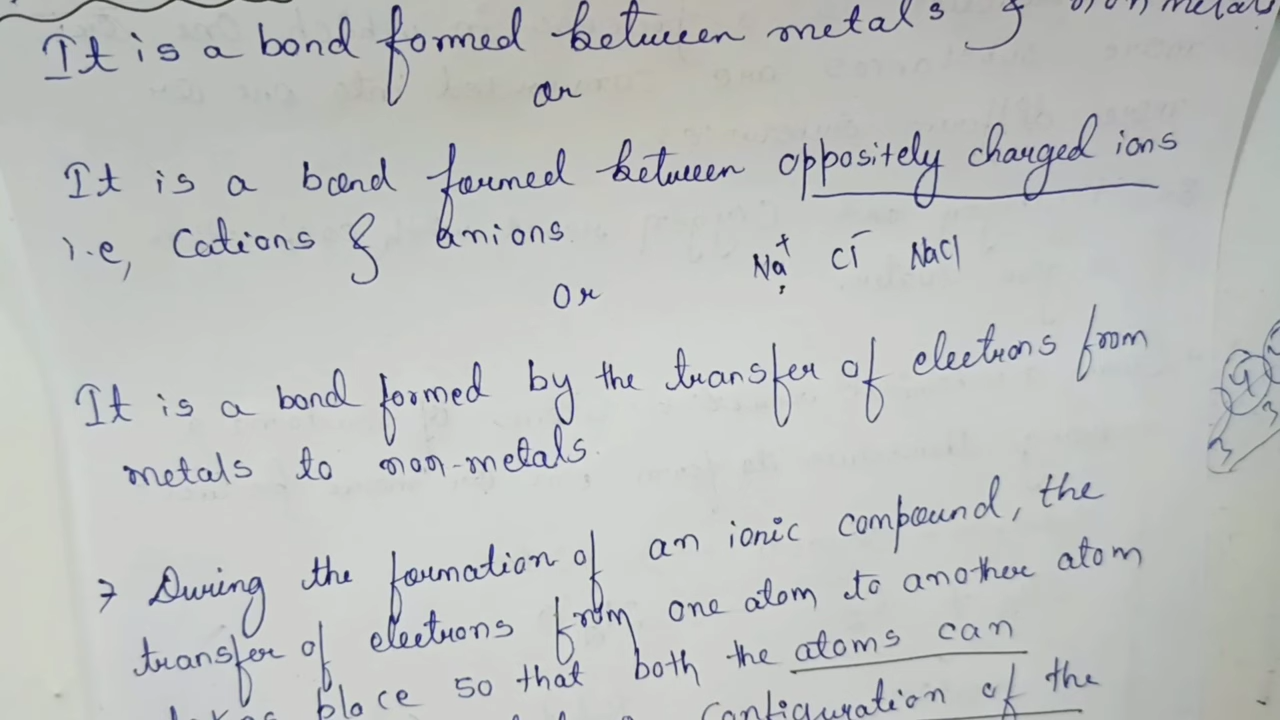 It is a bond formed between metals & non metals
or
It is a bond formed between oppositely charged ions
i.e, Cations & anions
Na⁺ Cl⁻ NaCl
Or
It is a bond formed by the transfer of electrons from
metals to non-metals.
→ During the formation of an ionic compound, the
transfer of electrons from one atom to another atom
takes place so that both the atoms can
configuration of the